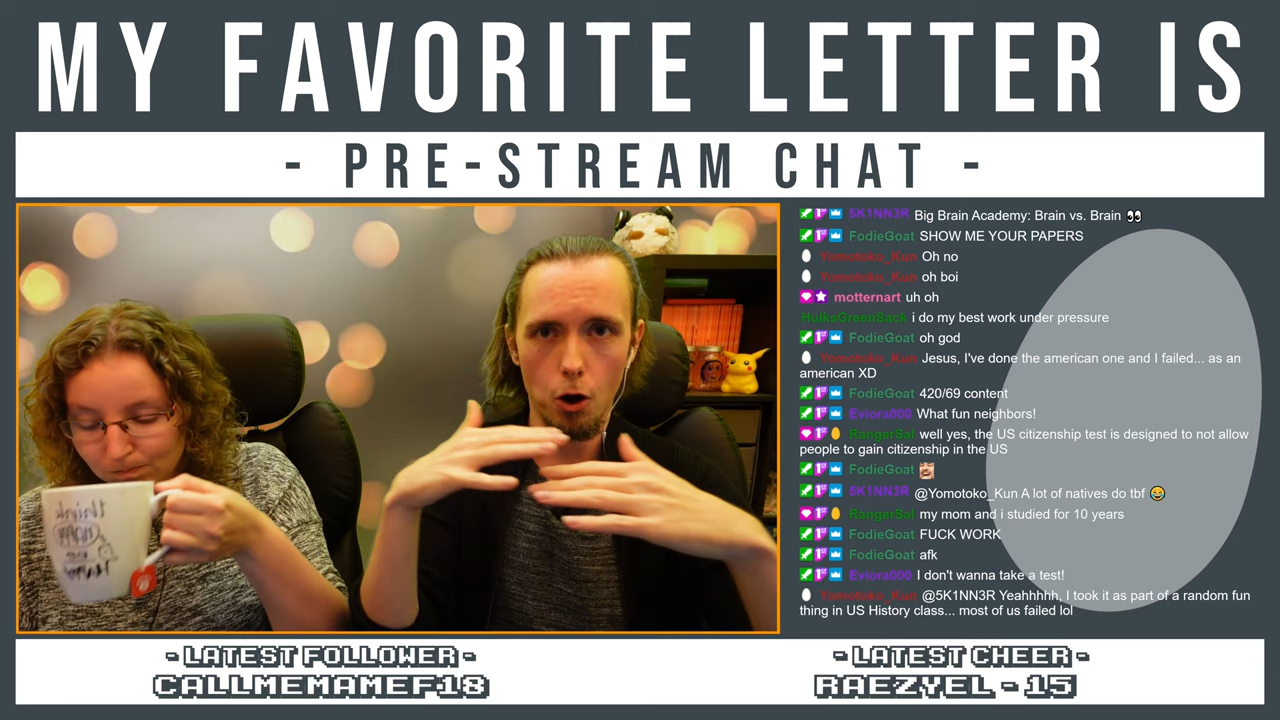 MY FAVORITE LETTER IS
- PRE-STREAM CHAT -
5K1NN3R Big Brain Academy: Brain vs. Brain 👀
FodieGoat SHOW ME YOUR PAPERS
Yomotoko_Kun Oh no
Yomotoko_Kun oh boi
motternart uh oh
HulksGreenSack i do my best work under pressure
FodieGoat oh god
Yomotoko_Kun Jesus, I've done the american one and I failed... as an
american XD
FodieGoat 420/69 content
Eviora000 What fun neighbors!
RangerSal well yes, the US citizenship test is designed to not allow
people to gain citizenship in the US
FodieGoat
5K1NN3R @Yomotoko_Kun A lot of natives do tbf 😂
RangerSal my mom and i studied for 10 years
FodieGoat FUCK WORK
FodieGoat afk
Eviora000 I don't wanna take a test!
Yomotoko_Kun @5K1NN3R Yeahhhhh, I took it as part of a random fun
thing in US History class... most of us failed lol
think
HAPPY
HAPPY
- LATEST FOLLOWER -
CALLMEMAMEF18
- LATEST CHEER -
RAEZYEL - 15